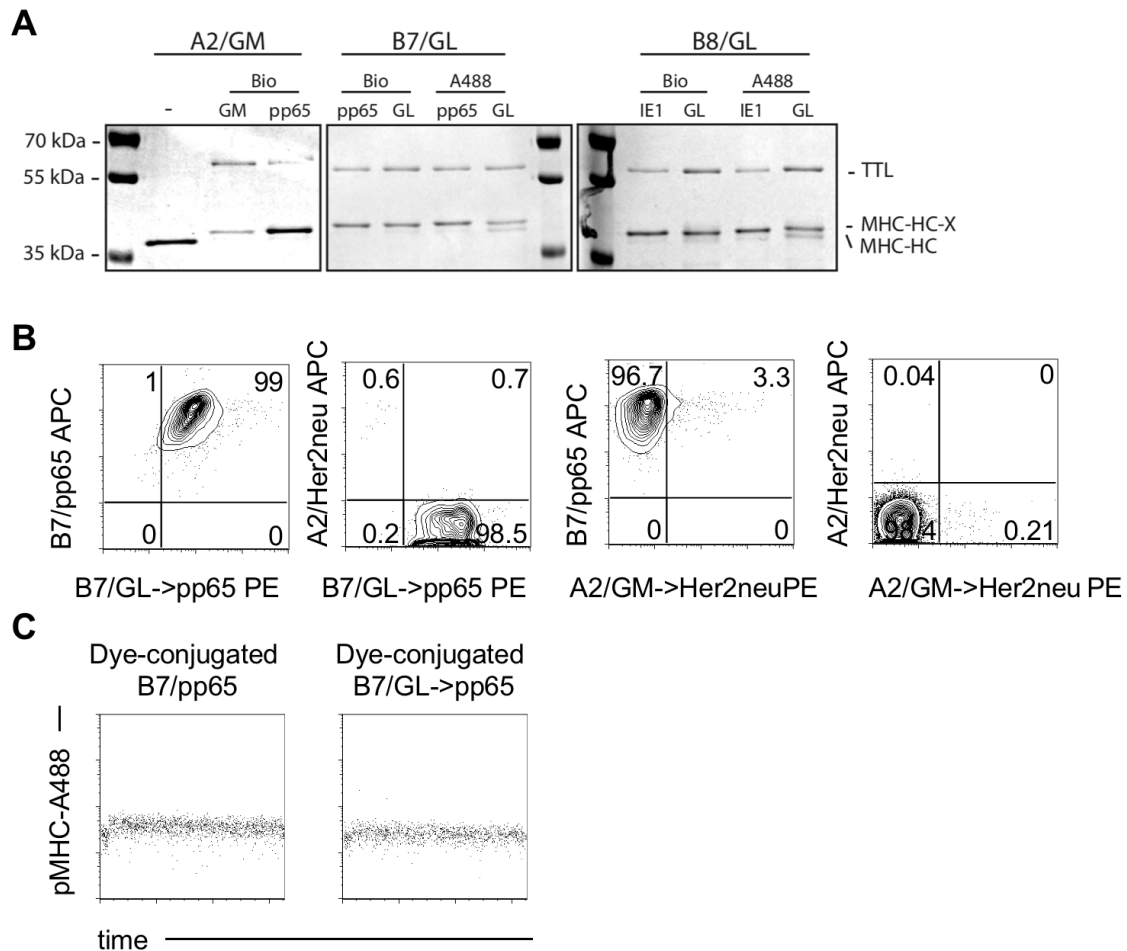 A
A2/GM B7/GL B8/GL
Bio Bio A488 Bio A488
- GM pp65 pp65 GL pp65 GL IE1 GL IE1 GL
70 kDa -
55 kDa -
35 kDa -
- TTL
- MHC-HC-X
\ MHC-HC
B
B7/pp65 APC
1 99
0 0
B7/GL->pp65 PE
A2/Her2neu APC
0.6 0.7
0.2 98.5
B7/GL->pp65 PE
B7/pp65 APC
96.7 3.3
0 0
A2/GM->Her2neuPE
A2/Her2neu APC
0.04 0
98.4 0.21
A2/GM->Her2neu PE
C
Dye-conjugated
B7/pp65
Dye-conjugated
B7/GL->pp65
pMHC-A488
time